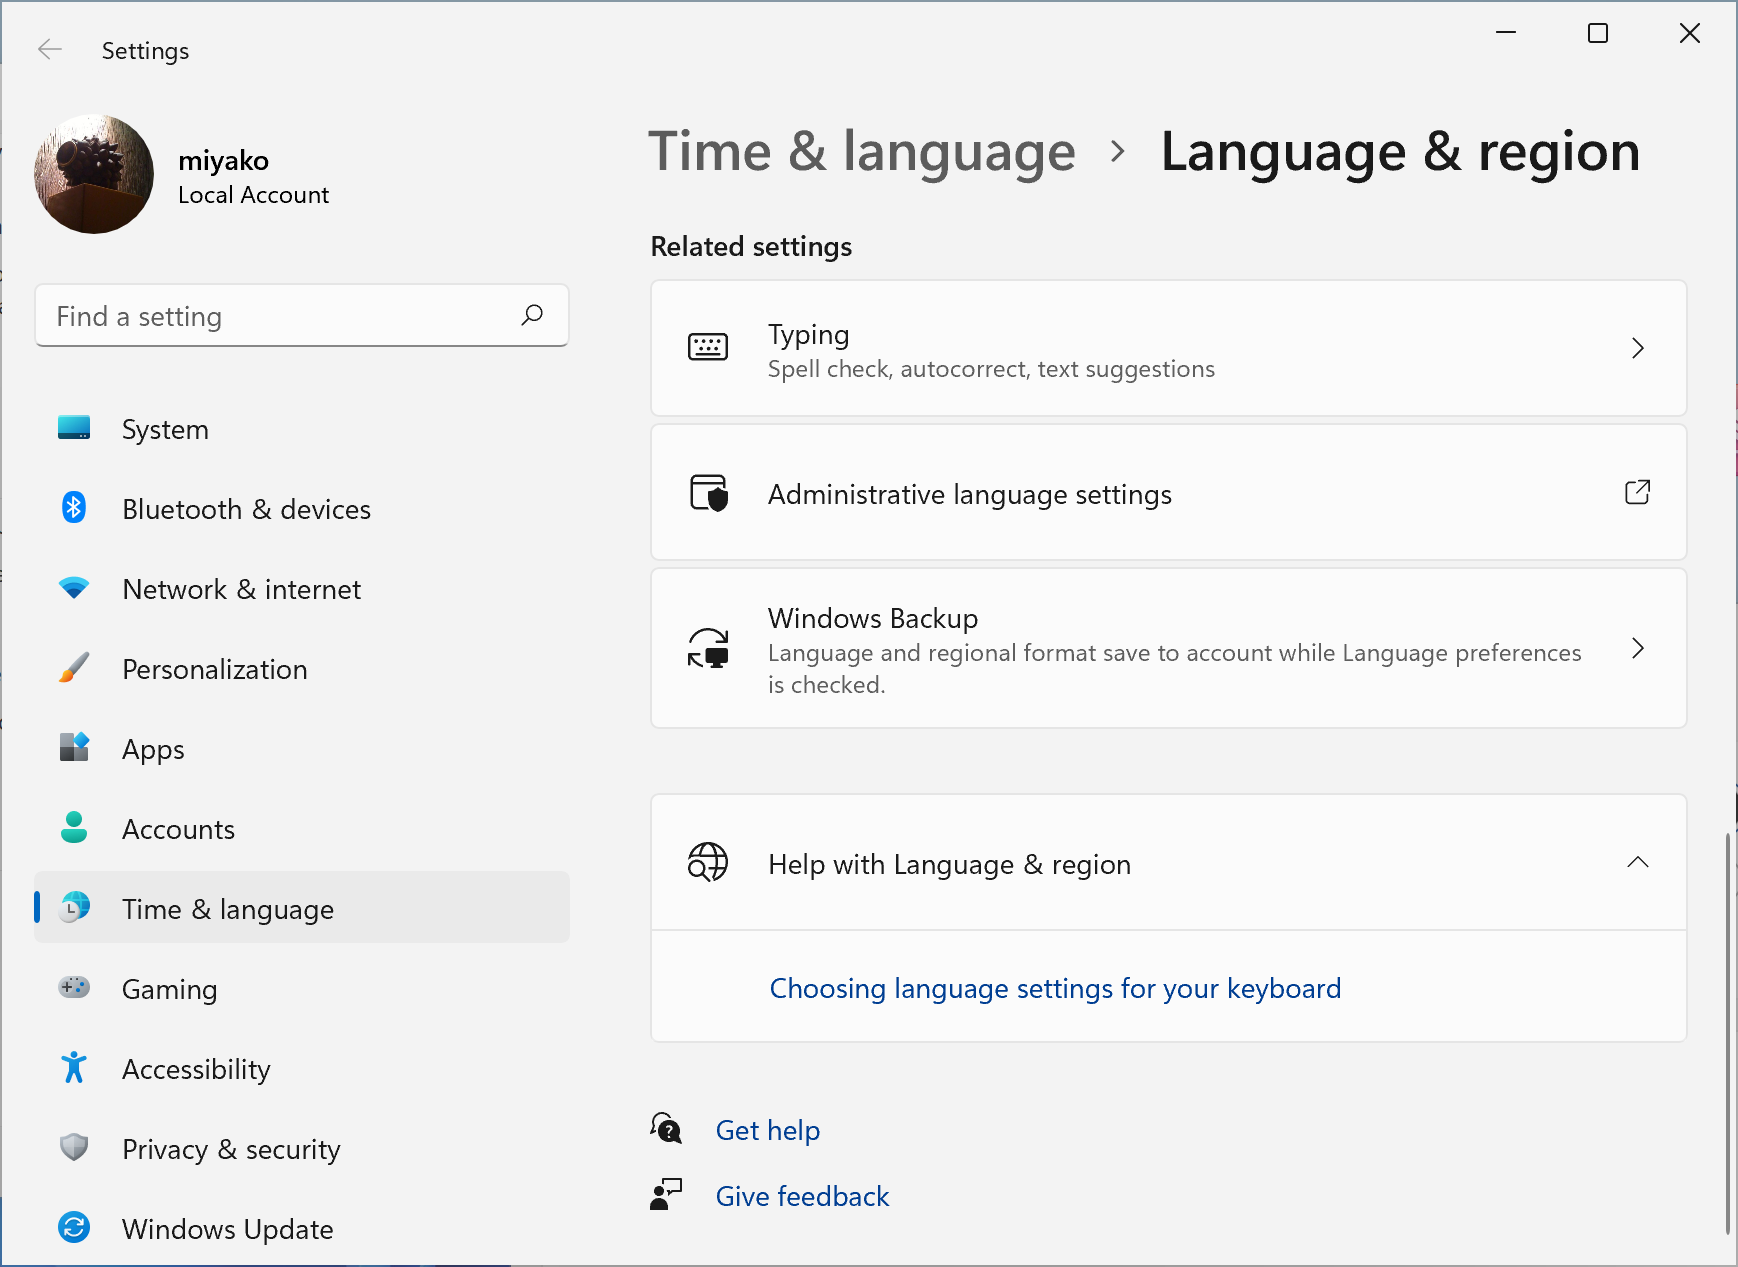 Settings
miyako
Local Account
Find a setting
System
Bluetooth & devices
Network & internet
Personalization
Apps
Accounts
Time & language
Gaming
Accessibility
Privacy & security
Windows Update
Time & language > Language & region
Related settings
Typing
Spell check, autocorrect, text suggestions
Administrative language settings
Windows Backup
Language and regional format save to account while Language preferences
is checked.
Help with Language & region
Choosing language settings for your keyboard
Get help
Give feedback